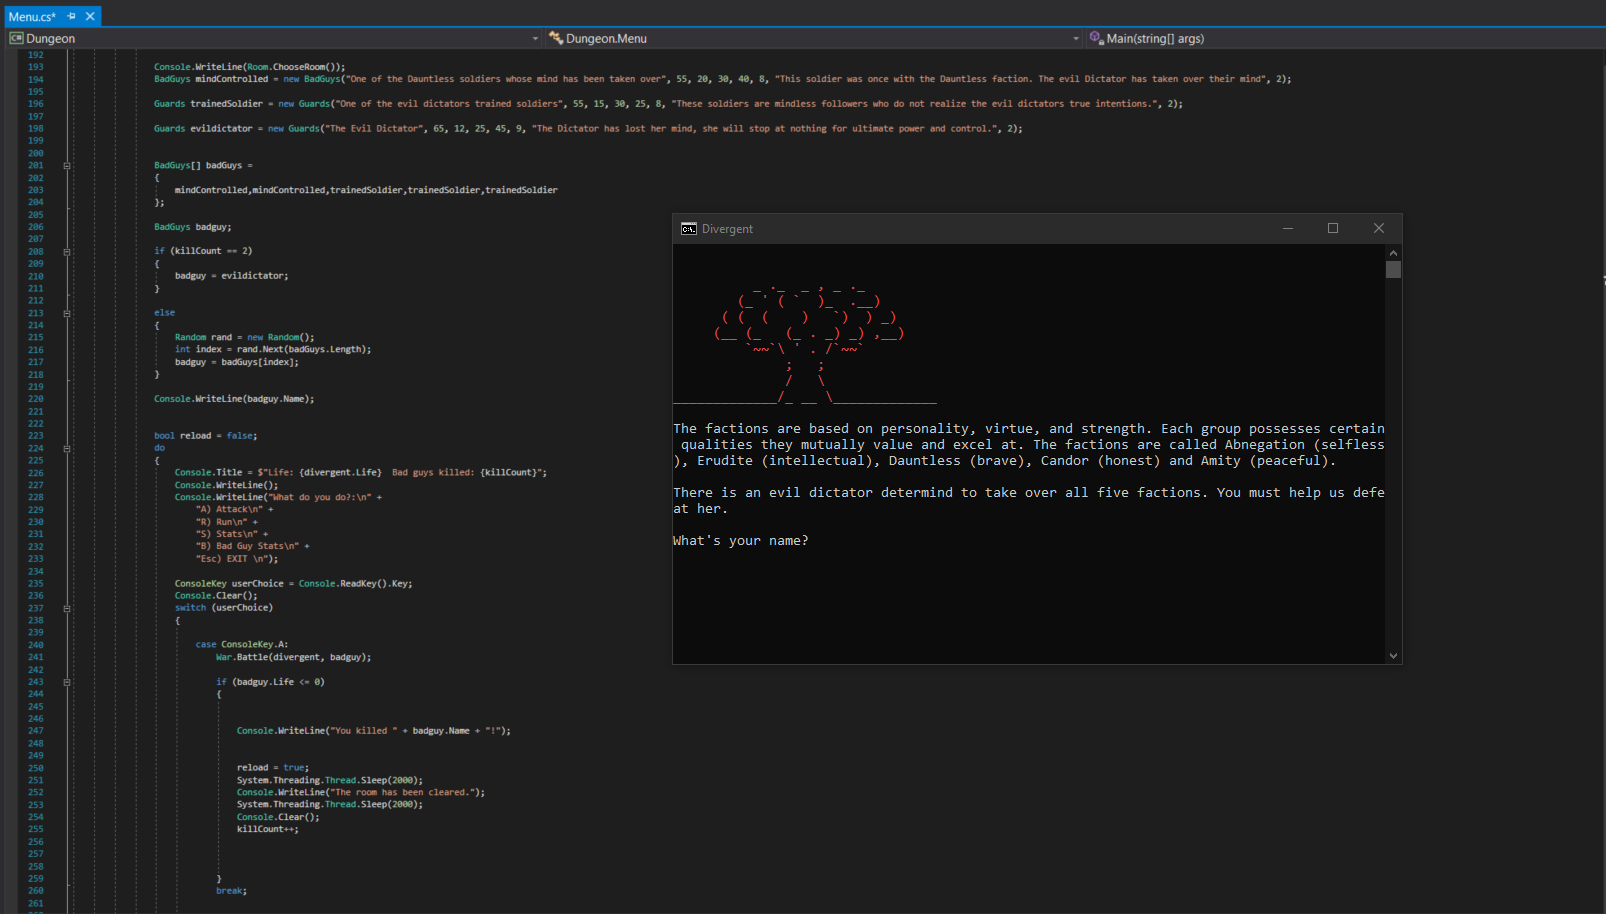 Menu.cs*
Dungeon
Dungeon.Menu
Main(string[] args)
192
193 Console.WriteLine(Room.ChooseRoom());
194 BadGuys mindControlled = new BadGuys("One of the Dauntless soldiers whose mind has been taken over", 55, 20, 30, 40, 8, "This soldier was once with the Dauntless faction. The evil Dictator has taken over their mind", 2);
195
196 Guards trainedSoldier = new Guards("One of the evil dictators trained soldiers", 55, 15, 30, 25, 8, "These soldiers are mindless followers who do not realize the evil dictators true intentions.", 2);
197
198 Guards evildictator = new Guards("The Evil Dictator", 65, 12, 25, 45, 9, "The Dictator has lost her mind, she will stop at nothing for ultimate power and control.", 2);
199
200
201 BadGuys[] badGuys =
202 {
203 mindControlled,mindControlled,trainedSoldier,trainedSoldier,trainedSoldier
204 };
205
206 BadGuys badguy;
207
208 if (killCount == 2)
209 {
210 badguy = evildictator;
211 }
212
213 else
214 {
215 Random rand = new Random();
216 int index = rand.Next(badGuys.Length);
217 badguy = badGuys[index];
218 }
219
220 Console.WriteLine(badguy.Name);
221
222
223 bool reload = false;
224 do
225 {
226 Console.Title = $"Life: {divergent.Life}  Bad guys killed: {killCount}";
227 Console.WriteLine();
228 Console.WriteLine("What do you do?:\n" +
229 "A) Attack\n" +
230 "R) Run\n" +
231 "S) Stats\n" +
232 "B) Bad Guy Stats\n" +
233 "Esc) EXIT \n");
234
235 ConsoleKey userChoice = Console.ReadKey().Key;
236 Console.Clear();
237 switch (userChoice)
238 {
239
240 case ConsoleKey.A:
241 War.Battle(divergent, badguy);
242
243 if (badguy.Life <= 0)
244 {
245
246
247 Console.WriteLine("You killed " + badguy.Name + "!");
248
249
250 reload = true;
251 System.Threading.Thread.Sleep(2000);
252 Console.WriteLine("The room has been cleared.");
253 System.Threading.Thread.Sleep(2000);
254 Console.Clear();
255 killCount++;
256
257
258
259 }
260 break;
261
Divergent
The factions are based on personality, virtue, and strength. Each group possesses certain
qualities they mutually value and excel at. The factions are called Abnegation (selfless
), Erudite (intellectual), Dauntless (brave), Candor (honest) and Amity (peaceful).
There is an evil dictator determind to take over all five factions. You must help us defe
at her.
What's your name?